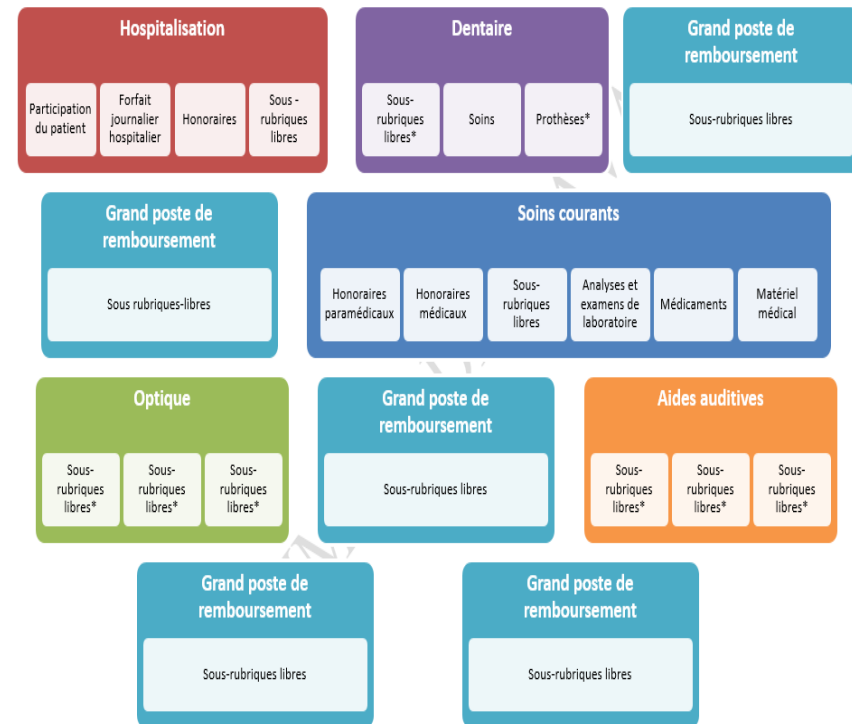 Hospitalisation
Participation
du patient
Forfait
journalier
hospitalier
Honoraires
Sous -
rubriques
libres
Dentaire
Sous-
rubriques
libres*
Soins
Prothèses*
Grand poste de
remboursement
Sous-rubriques libres
Grand poste de
remboursement
Sous rubriques-libres
Soins courants
Honoraires
paramédicaux
Honoraires
médicaux
Sous-
rubriques
libres
Analyses et
examens de
laboratoire
Médicaments
Matériel
médical
Optique
Sous-
rubriques
libres*
Sous-
rubriques
libres*
Sous-
rubriques
libres*
Grand poste de
remboursement
Sous-rubriques libres
Aides auditives
Sous-
rubriques
libres*
Sous-
rubriques
libres*
Sous-
rubriques
libres*
Grand poste de
remboursement
Sous-rubriques libres
Grand poste de
remboursement
Sous-rubriques libres